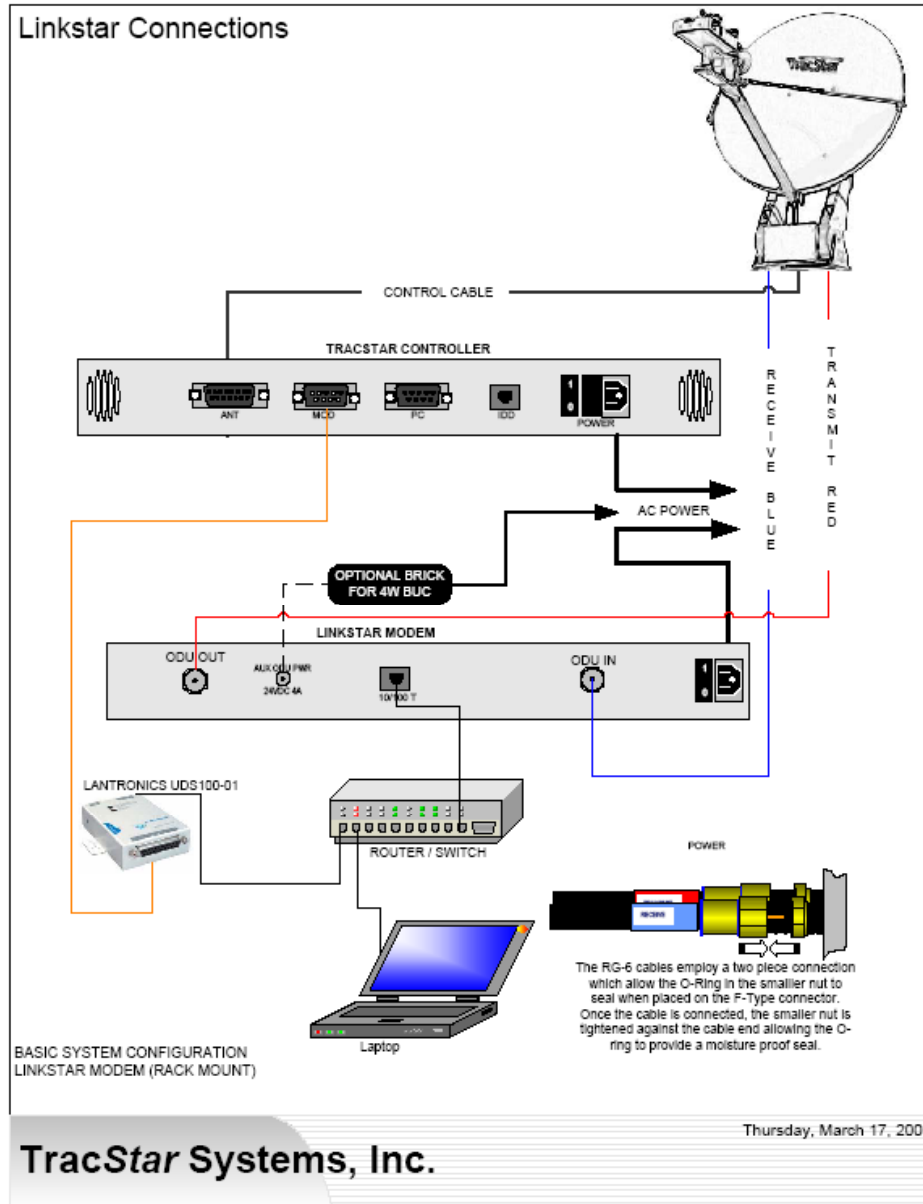 Linkstar Connections
TracStar
CONTROL CABLE
TRACSTAR CONTROLLER
ANT
MOD
PC
IDD
POWER
RECEIVE BLUE
TRANSMIT RED
AC POWER
OPTIONAL BRICK
FOR 4W BUC
LINKSTAR MODEM
ODU OUT
AUX ODU PWR
24VDC 4A
10/100 T
ODU IN
LANTRONICS UDS100-01
ROUTER / SWITCH
POWER
RECEIVE
The RG-6 cables employ a two piece connection
which allow the O-Ring in the smaller nut to
seal when placed on the F-Type connector.
Once the cable is connected, the smaller nut is
tightened against the cable end allowing the O-
ring to provide a moisture proof seal.
Laptop
BASIC SYSTEM CONFIGURATION
LINKSTAR MODEM (RACK MOUNT)
Thursday, March 17, 200
TracStar Systems, Inc.